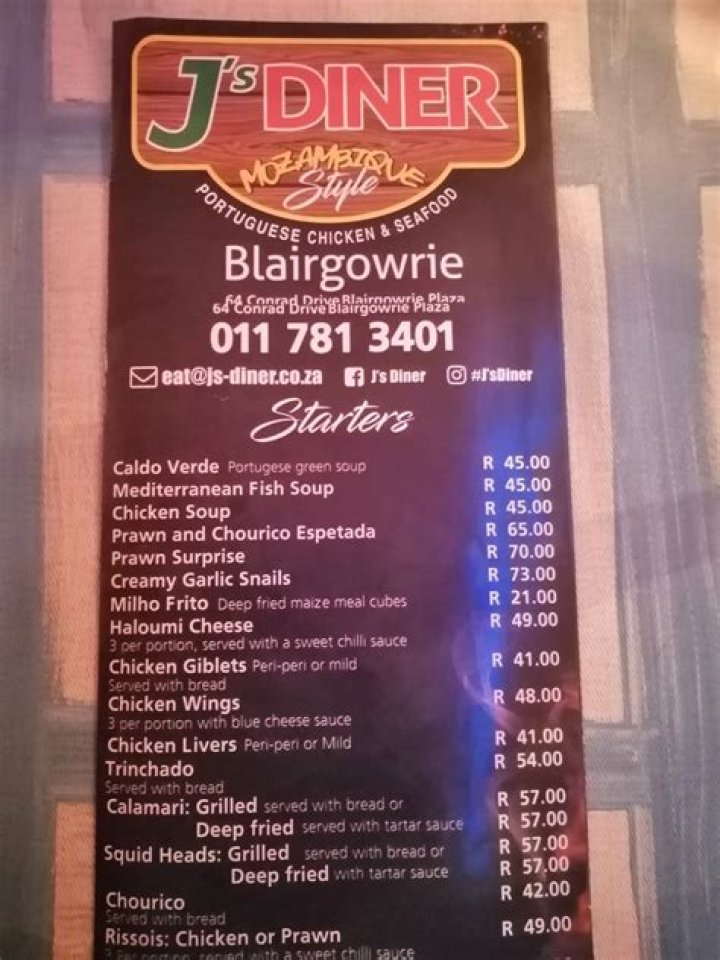 J's DINER
MOZAMBIQUE
Style
PORTUGUESE CHICKEN & SEAFOOD
Blairgowrie
64 Conrad Drive Blairgowrie Plaza
64 Conrad Drive Blairgowrie Plaza
011 781 3401
eat@js-diner.co.za J's Diner #J'sDiner
Starters
Caldo Verde Portugese green soup R 45.00
Mediterranean Fish Soup R 45.00
Chicken Soup R 45.00
Prawn and Chourico Espetada R 65.00
Prawn Surprise R 70.00
Creamy Garlic Snails R 73.00
Milho Frito Deep fried maize meal cubes R 21.00
Haloumi Cheese R 49.00
3 per portion, served with a sweet chilli sauce
Chicken Giblets Peri-peri or mild R 41.00
Served with bread
Chicken Wings R 48.00
3 per portion with blue cheese sauce
Chicken Livers Peri-peri or Mild R 41.00
Trinchado R 54.00
Served with bread
Calamari: Grilled served with bread or R 57.00
Deep fried served with tartar sauce R 57.00
Squid Heads: Grilled served with bread or R 57.00
Deep fried with tartar sauce R 57.00
Chourico R 42.00
Served with bread
Rissois: Chicken or Prawn R 49.00
3 Per portion, served with a sweet chilli sauce